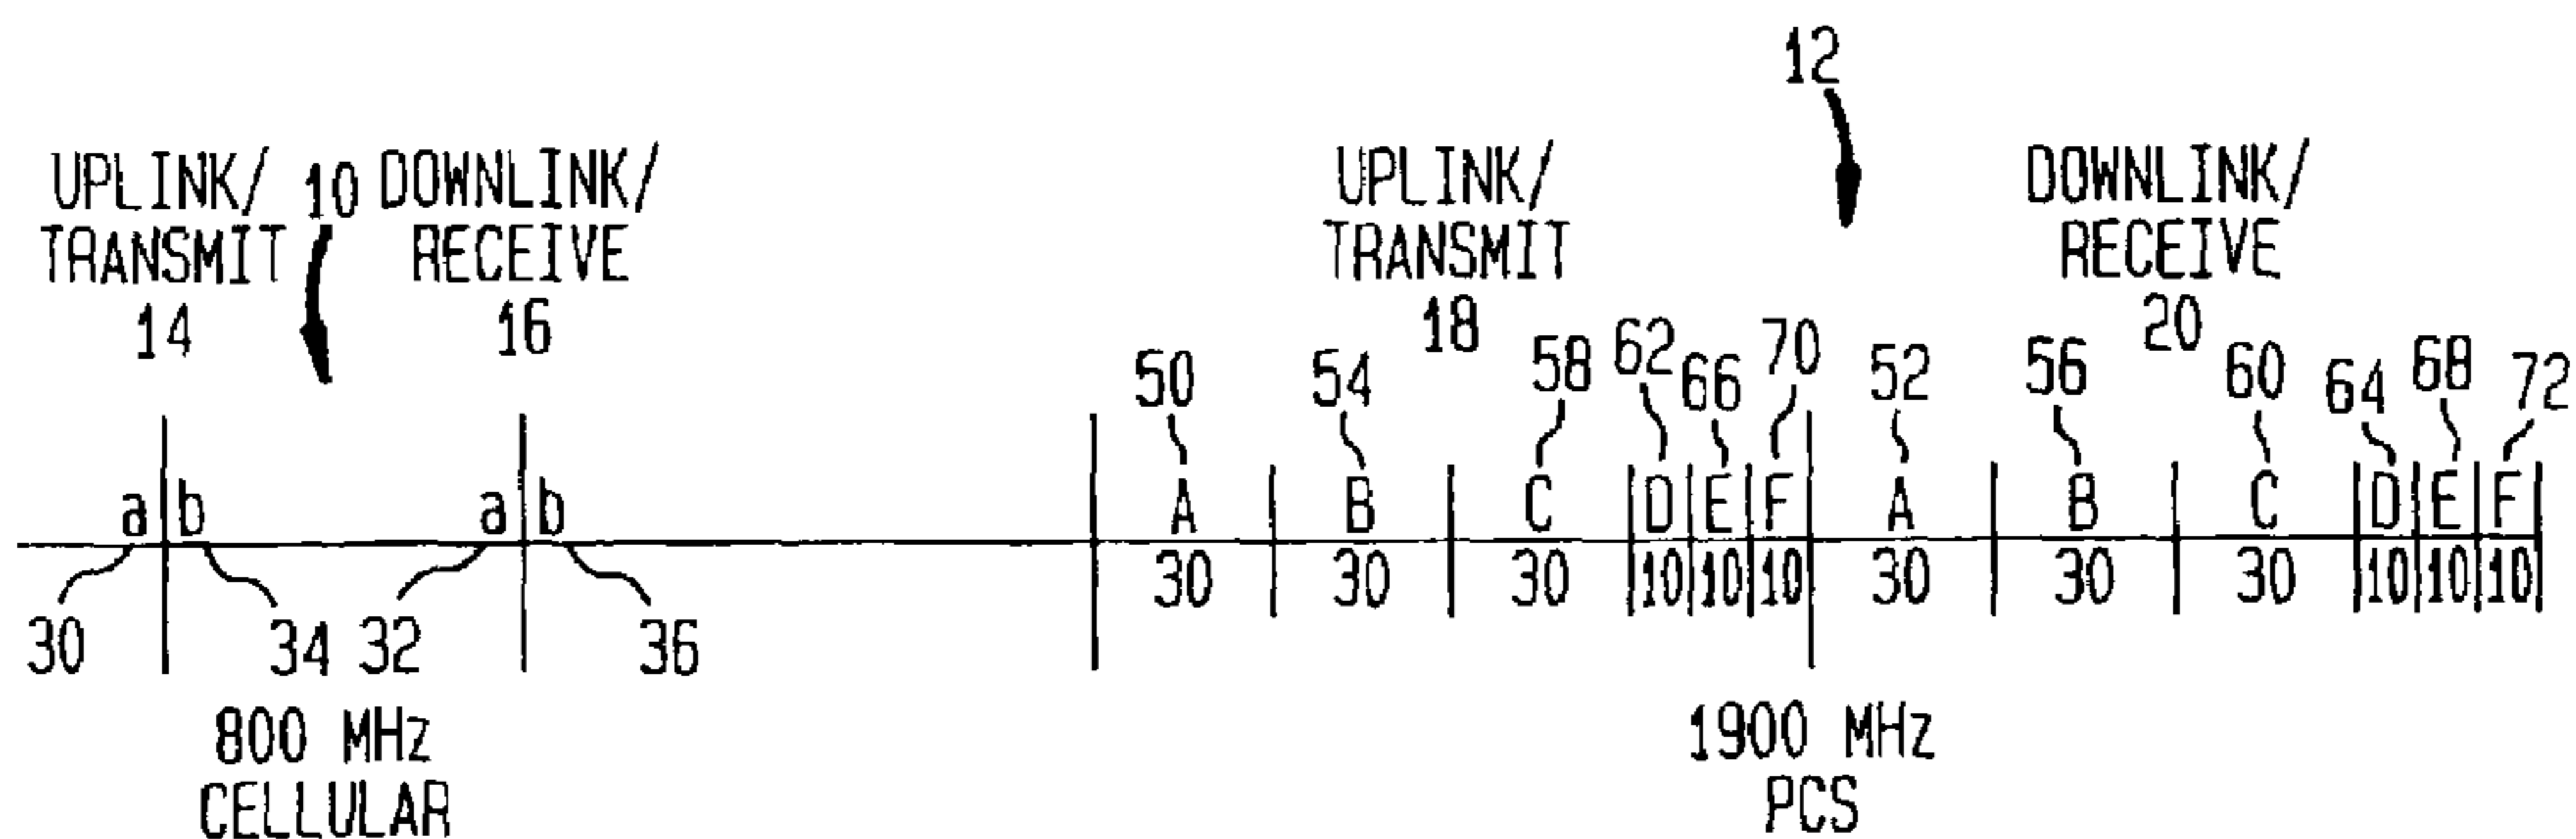 12
UPLINK/ 10 DOWNLINK/ UPLINK/ DOWNLINK/
TRANSMIT RECEIVE TRANSMIT RECEIVE
14 16 18 20
50 54 58 62 66 70 52 56 60 64 68 72
a b a b A B C D E F A B C D E F
30 30 30 10 10 10 30 30 30 10 10 10
30 34 32 36
800 MHz 1900 MHz
CELLULAR PCS